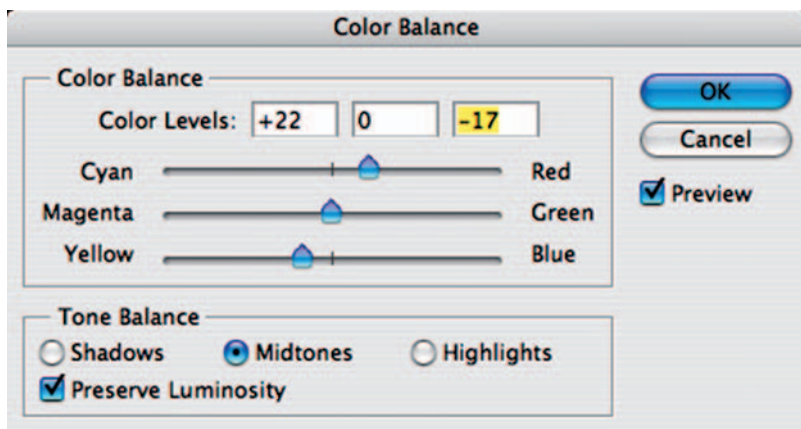 Color Balance
Color Balance
Color Levels: +22 0 -17
Cyan Red
Magenta Green
Yellow Blue
Tone Balance
Shadows Midtones Highlights
Preserve Luminosity
OK
Cancel
Preview